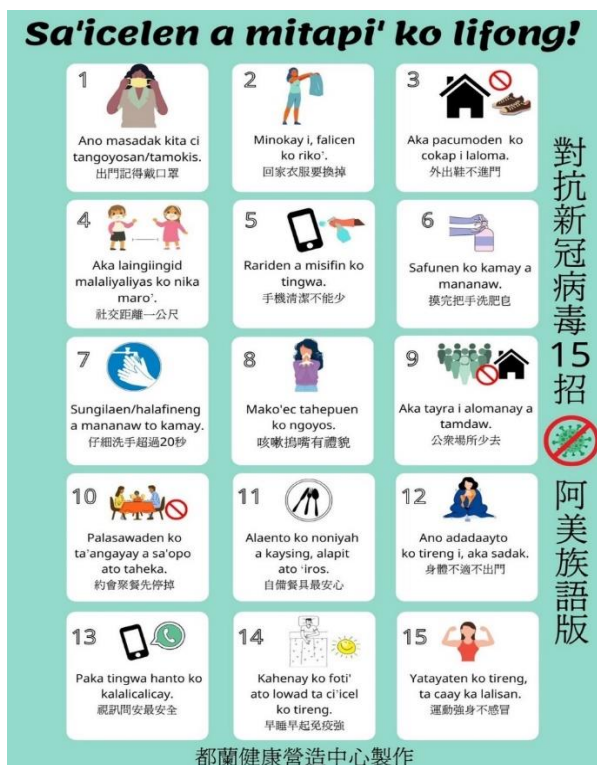 Sa'icelen a mitapi' ko lifong!
1
Ano masadak kita ci
tangoyosan/tamokis.
出門記得戴口罩
2
Minokay i, falicen
ko riko'.
回家衣服要換掉
3
Aka pacumoden ko
cokap i laloma.
外出鞋不進門
4
Aka laingiingid
malaliyaliyas ko nika
maro'.
社交距離一公尺
5
Rariden a misifin ko
tingwa.
手機清潔不能少
6
Safunen ko kamay a
mananaw.
摸完把手洗肥皂
7
Sungilaen/halafineng
a mananaw to kamay.
仔細洗手超過20秒
8
Mako'ec tahepuen
ko ngoyos.
咳嗽摀嘴有禮貌
9
Aka tayra i alomanay a
tamdaw.
公眾場所少去
10
Palasawaden ko
ta'angayay a sa'opo
ato taheka.
約會聚餐先停掉
11
Alaento ko noniyah
a kaysing, alapit
ato 'iros.
自備餐具最安心
12
Ano adadaayto
ko tireng i, aka sadak.
身體不適不出門
13
Paka tingwa hanto ko
kalalicalicay.
視訊問安最安全
14
Kahenay ko foti'
ato lowad ta ci'icel
ko tireng.
早睡早起免疫強
15
Yatayaten ko tireng,
ta caay ka lalisan.
運動強身不感冒
對抗新冠病毒15招
阿美族語版
都蘭健康營造中心製作